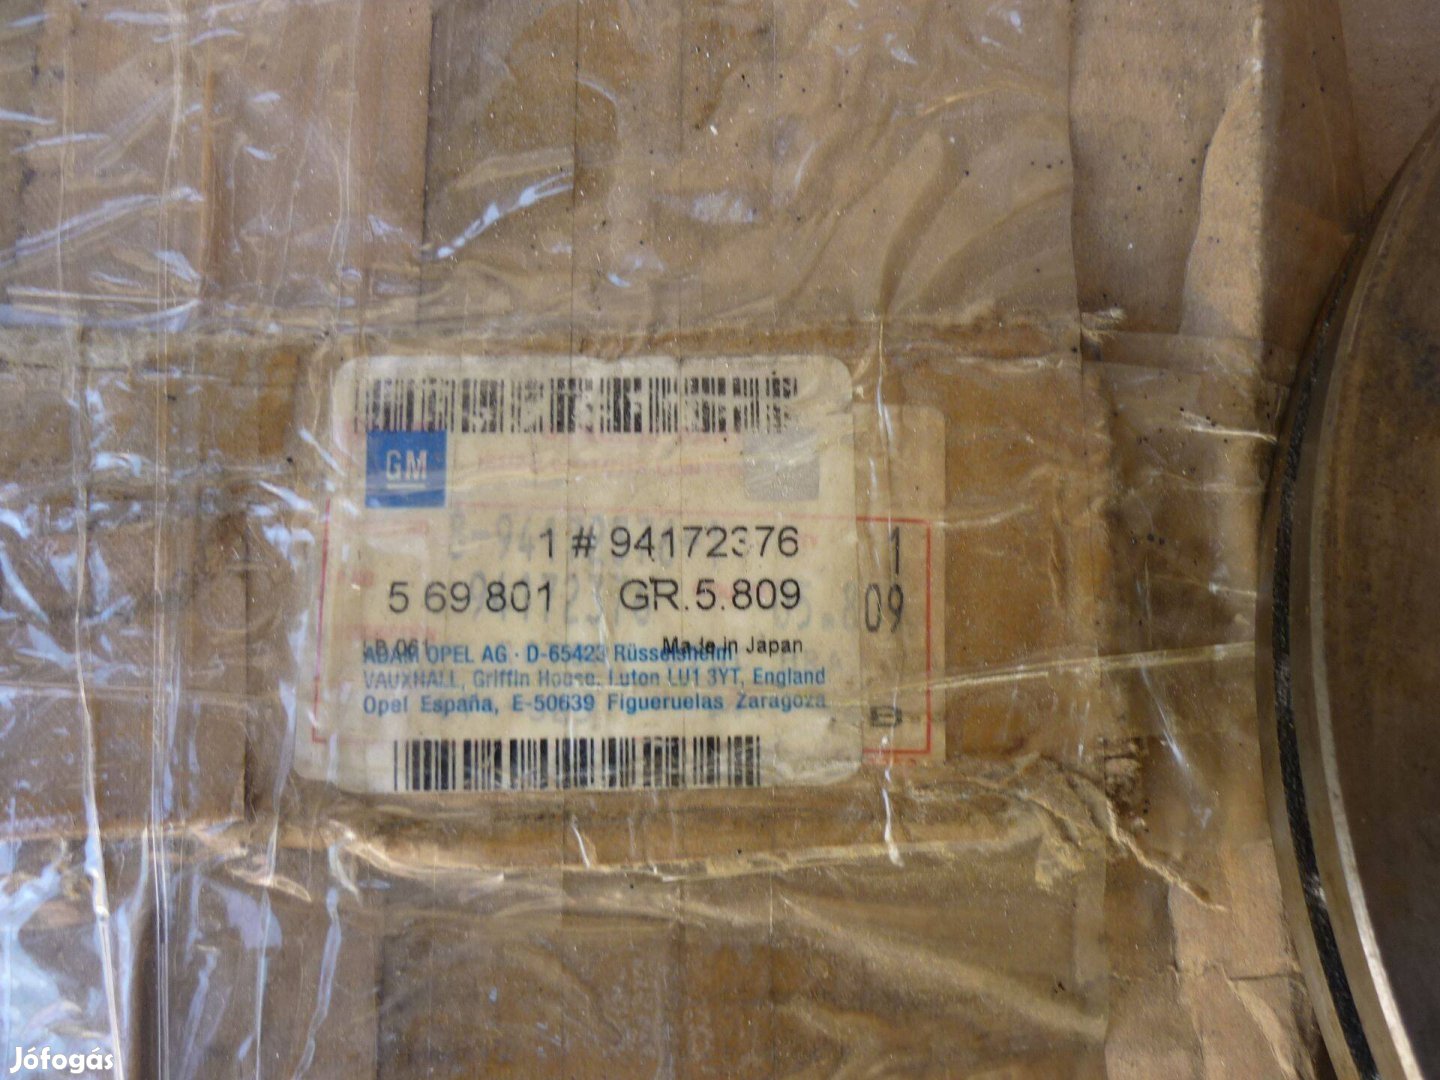 GM
1 # 94172376
1
5 69 801 GR.5.809
09
Made in Japan
ADAM OPEL AG · D-65423 Rüsselsheim
VAUXHALL, Griffin House, Luton LU1 3YT, England
Opel España, E-50639 Figueruelas Zaragoza
B
Jófogás